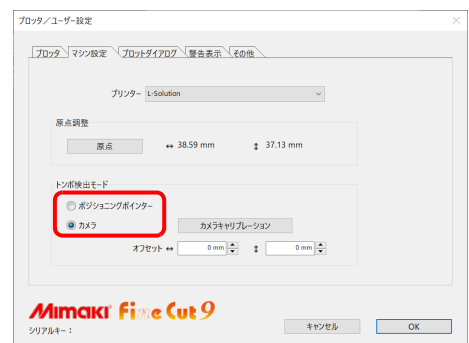 プロッタ/ユーザー設定
プロッタ マシン設定 プロットダイアログ 警告表示 その他
プリンター L-Solution
原点調整
原点 ↔ 38.59 mm ↕ 37.13 mm
トンボ検出モード
ポジショニングポインター
カメラ カメラキャリブレーション
オフセット ↔ 0 mm ↕ 0 mm
Mimaki Fine Cut 9
シリアルキー:
キャンセル OK